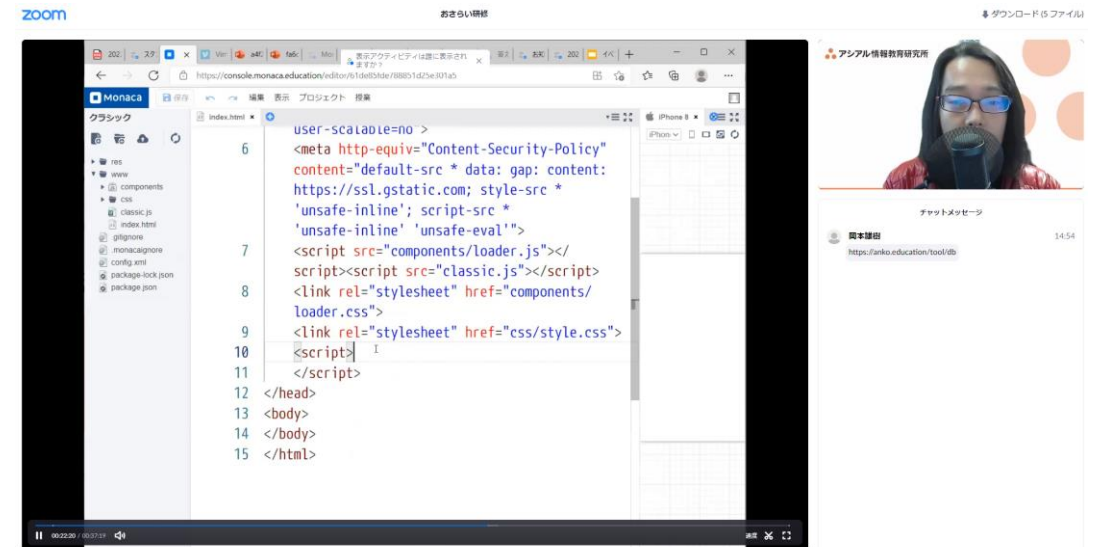 zoom
おさらい研修
ダウンロード (5 ファイル)
202
Ver
表示アクティビティは誰に表示され
ますか?
202
https://console.monaca.education/editor/
Monaca
保存
編集 表示 プロジェクト 授業
クラシック
index.html ×
iPhone 8 ×
res
www
components
css
classic.js
index.html
.gitignore
.monacaignore
config.xml
package-lock.json
package.json
user-scalable=no">
6 <meta http-equiv="Content-Security-Policy"
content="default-src * data: gap: content:
https://ssl.gstatic.com; style-src *
'unsafe-inline'; script-src *
'unsafe-inline' 'unsafe-eval'">
7 <script src="components/loader.js"></
script><script src="classic.js"></script>
8 <link rel="stylesheet" href="components/
loader.css">
9 <link rel="stylesheet" href="css/style.css">
10 <script>
11 </script>
12 </head>
13 <body>
14 </body>
15 </html>
00:22:20 / 00:37:19
速度
アシアル情報教育研究所
チャットメッセージ
岡本雄樹
14:54
https://anko.education/tool/db